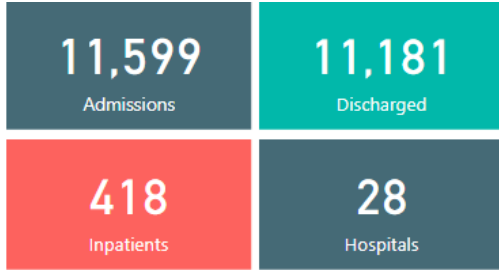 11,599
Admissions
11,181
Discharged
418
Inpatients
28
Hospitals